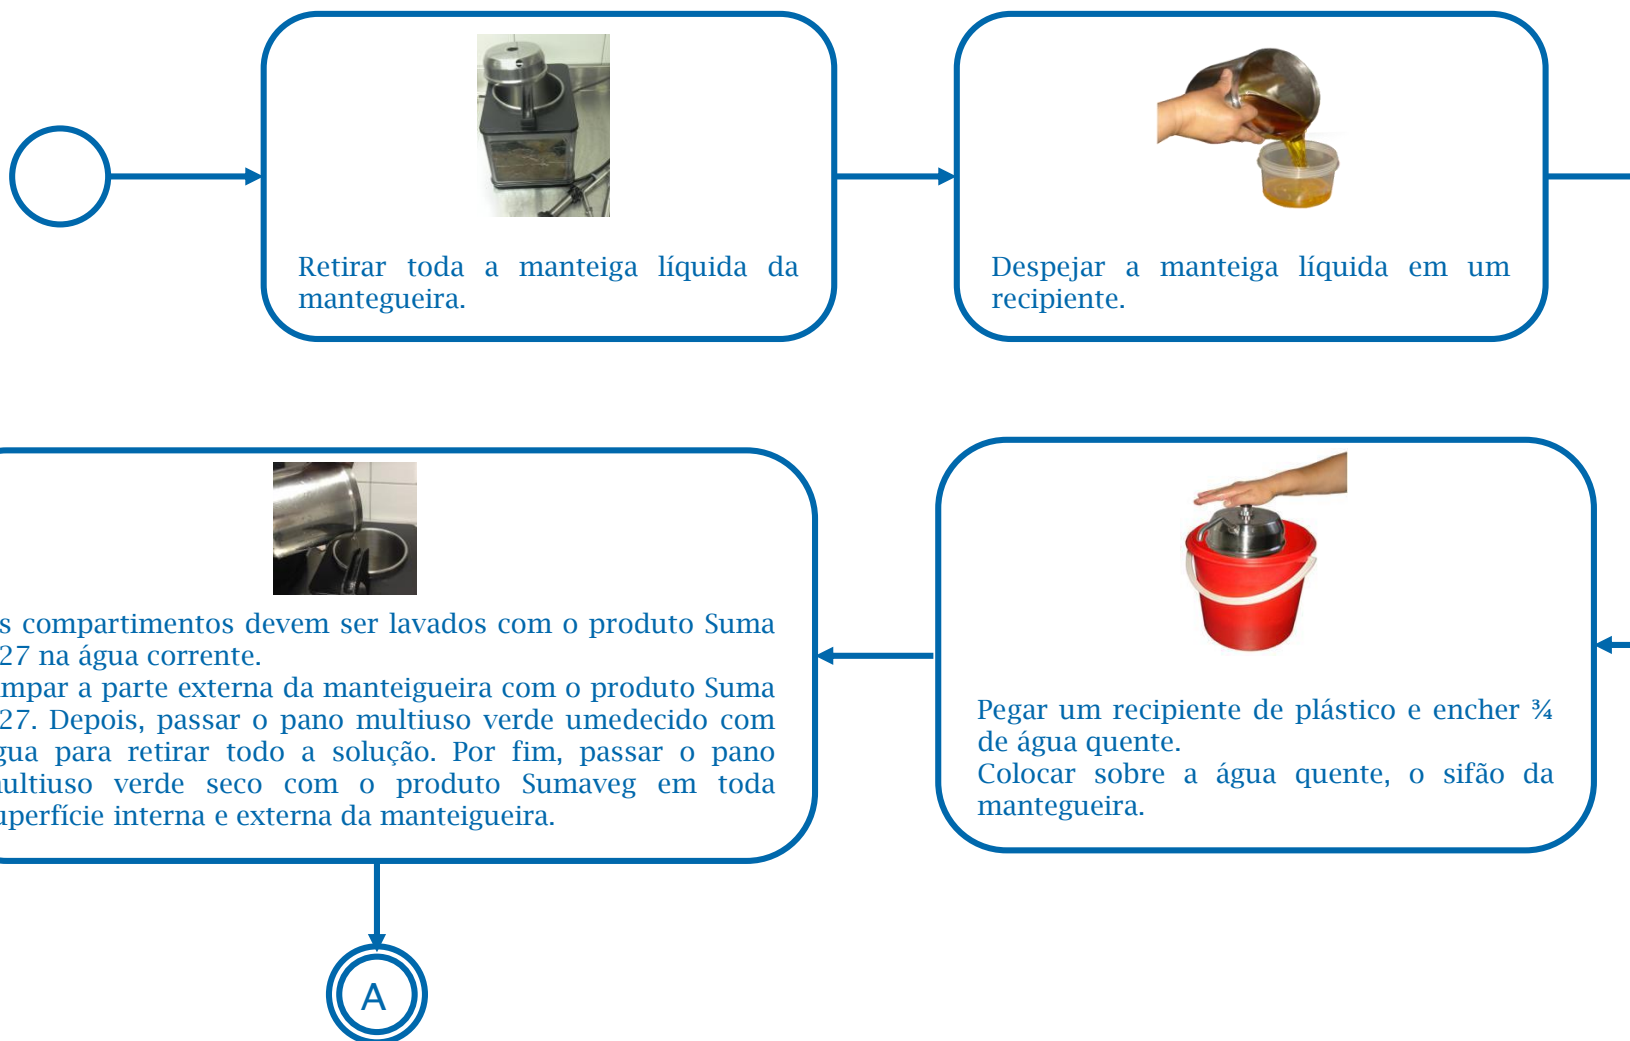 Retirar toda a manteiga líquida da
mantegueira.
Despejar a manteiga líquida em um
recipiente.
Pegar um recipiente de plástico e encher ¾
de água quente.
Colocar sobre a água quente, o sifão da
mantegueira.
s compartimentos devem ser lavados com o produto Suma
27 na água corrente.
mpar a parte externa da manteigueira com o produto Suma
27. Depois, passar o pano multiuso verde umedecido com
gua para retirar todo a solução. Por fim, passar o pano
ultiuso verde seco com o produto Sumaveg em toda
uperfície interna e externa da manteigueira.
A